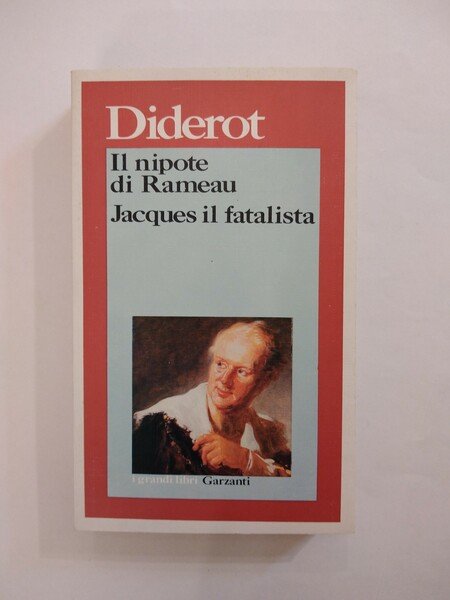 Diderot
Il nipote
di Rameau
Jacques il fatalista
i grandi libri Garzanti